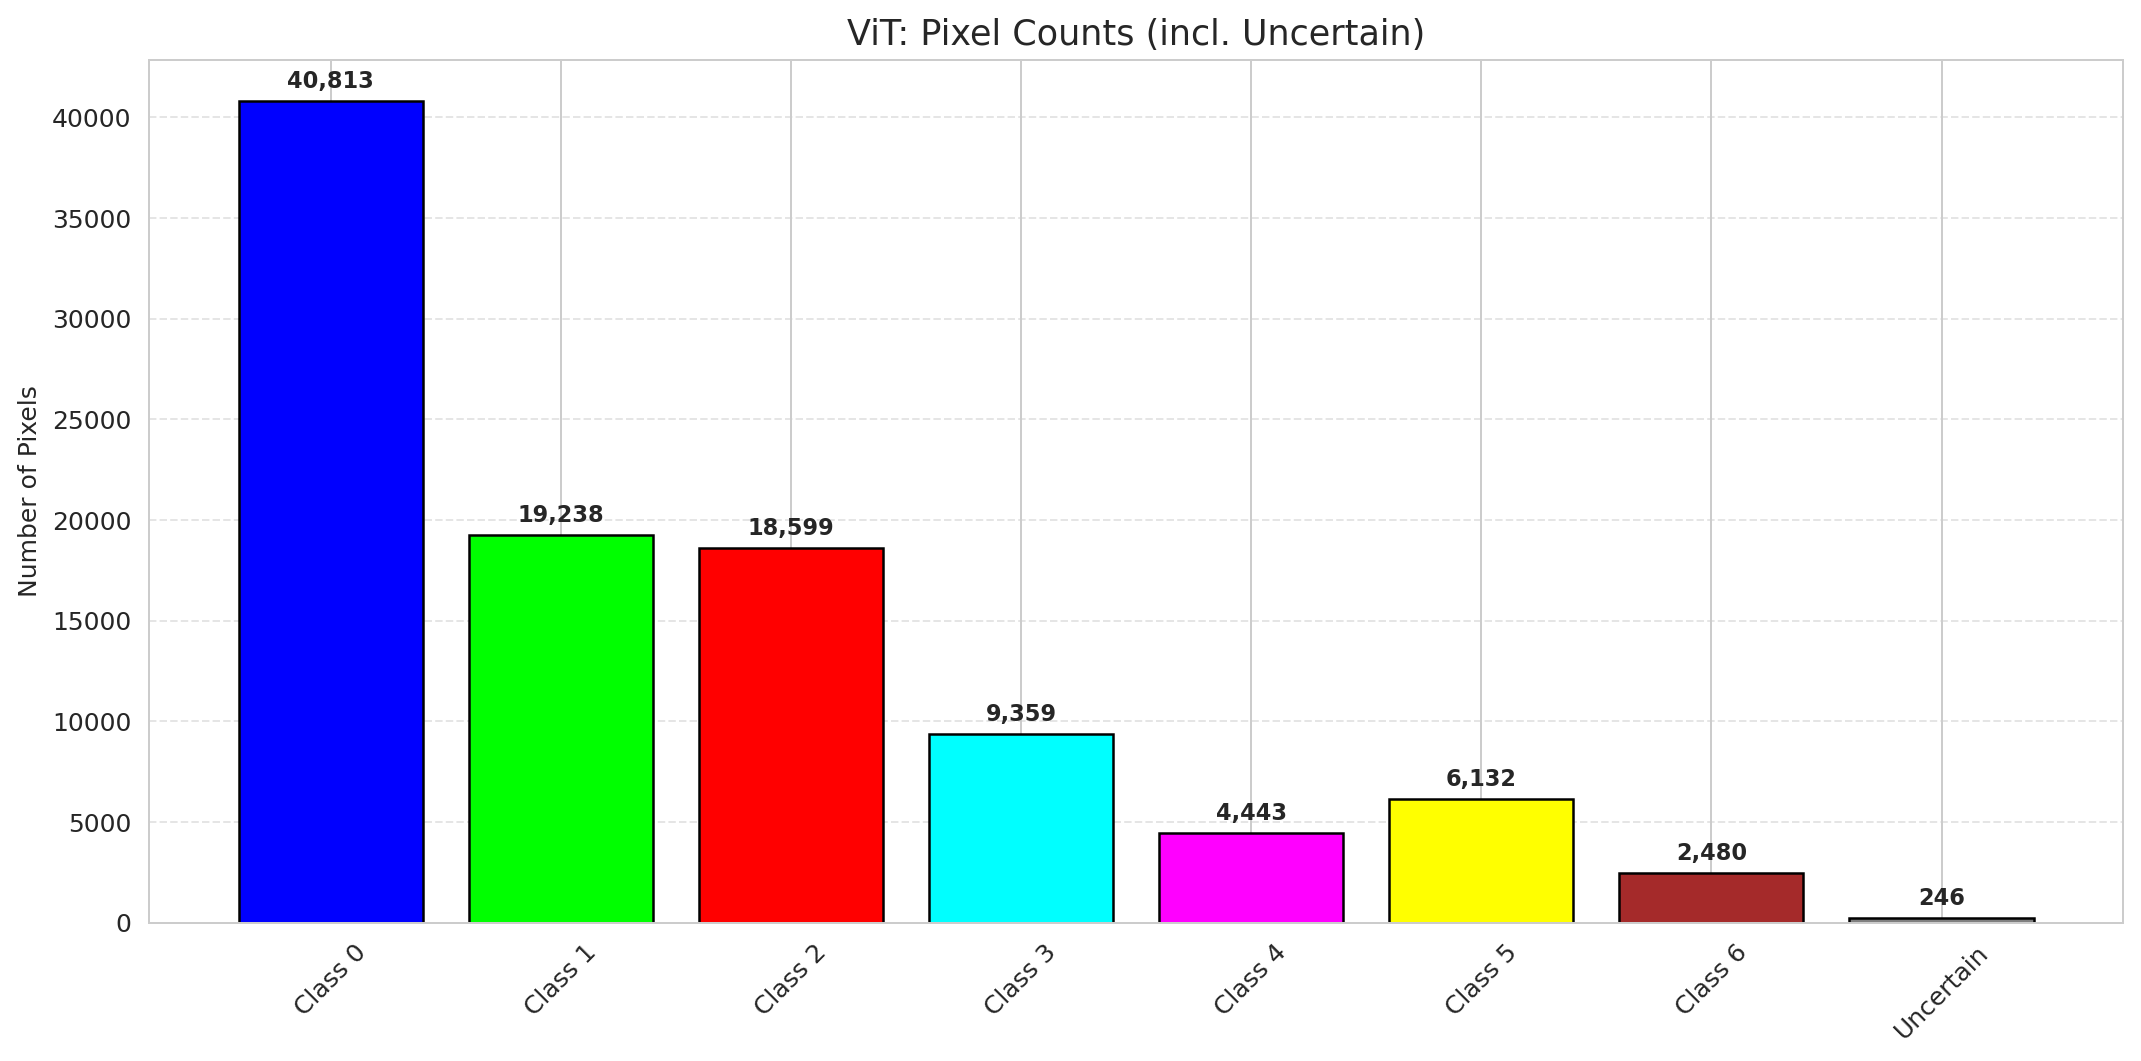 ViT: Pixel Counts (incl. Uncertain)
Number of Pixels
40000
35000
30000
25000
20000
15000
10000
5000
0
40,813
19,238
18,599
9,359
4,443
6,132
2,480
246
Class 0
Class 1
Class 2
Class 3
Class 4
Class 5
Class 6
Uncertain